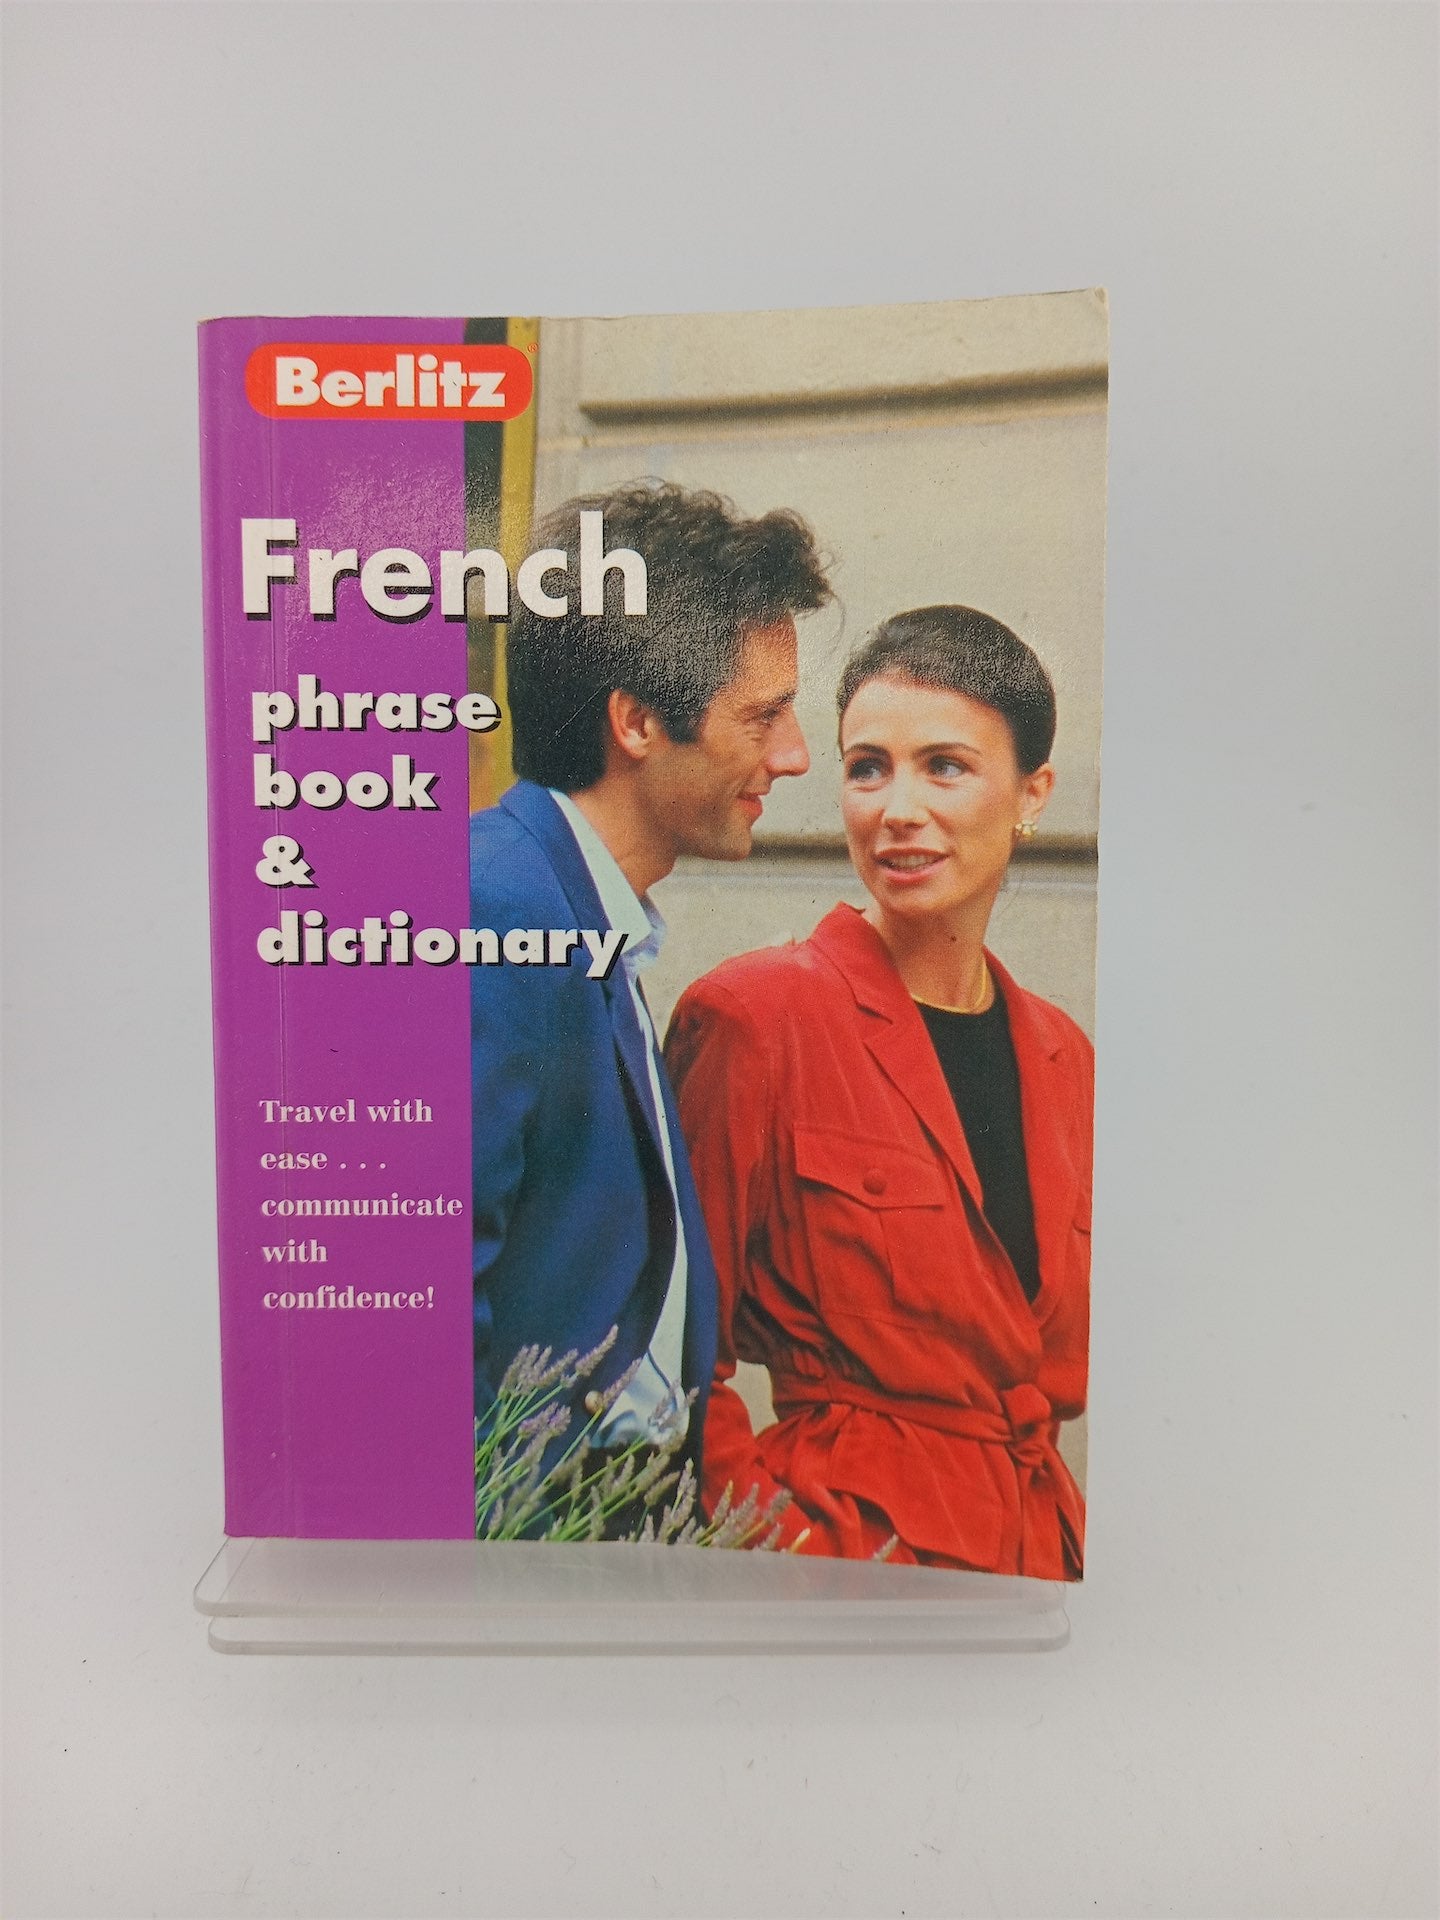 Berlitz®
French
phrase
book
&
dictionary
Travel with
ease . . .
communicate
with
confidence!